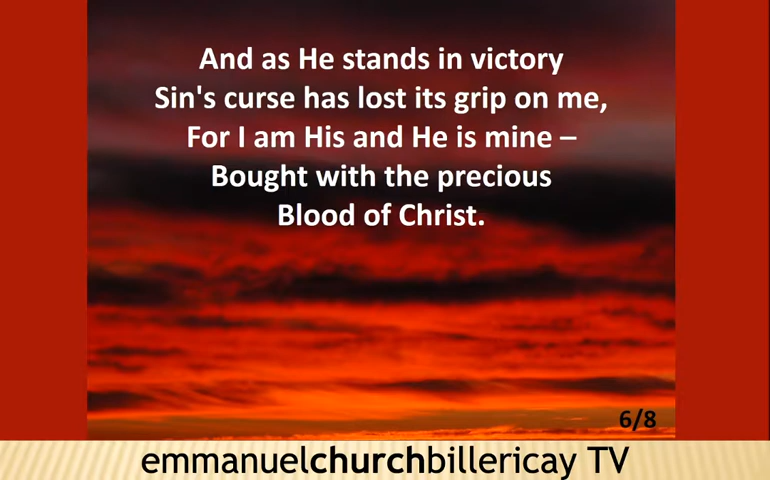 And as He stands in victory
Sin's curse has lost its grip on me,
For I am His and He is mine –
Bought with the precious
Blood of Christ.
6/8
emmanuelchurchbillericay TV